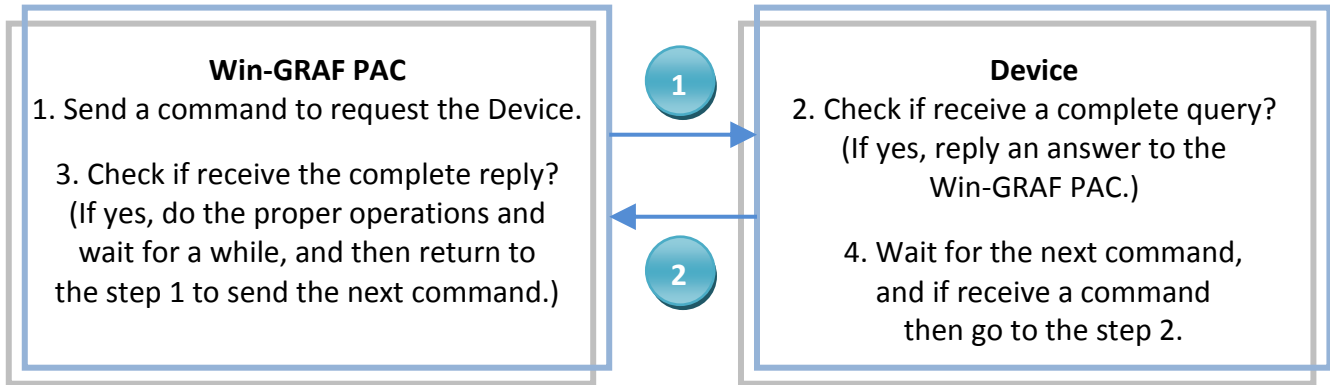 Win-GRAF PAC
1. Send a command to request the Device.
3. Check if receive the complete reply?
(If yes, do the proper operations and
wait for a while, and then return to
the step 1 to send the next command.)
1
2
Device
2. Check if receive a complete query?
(If yes, reply an answer to the
Win-GRAF PAC.)
4. Wait for the next command,
and if receive a command
then go to the step 2.